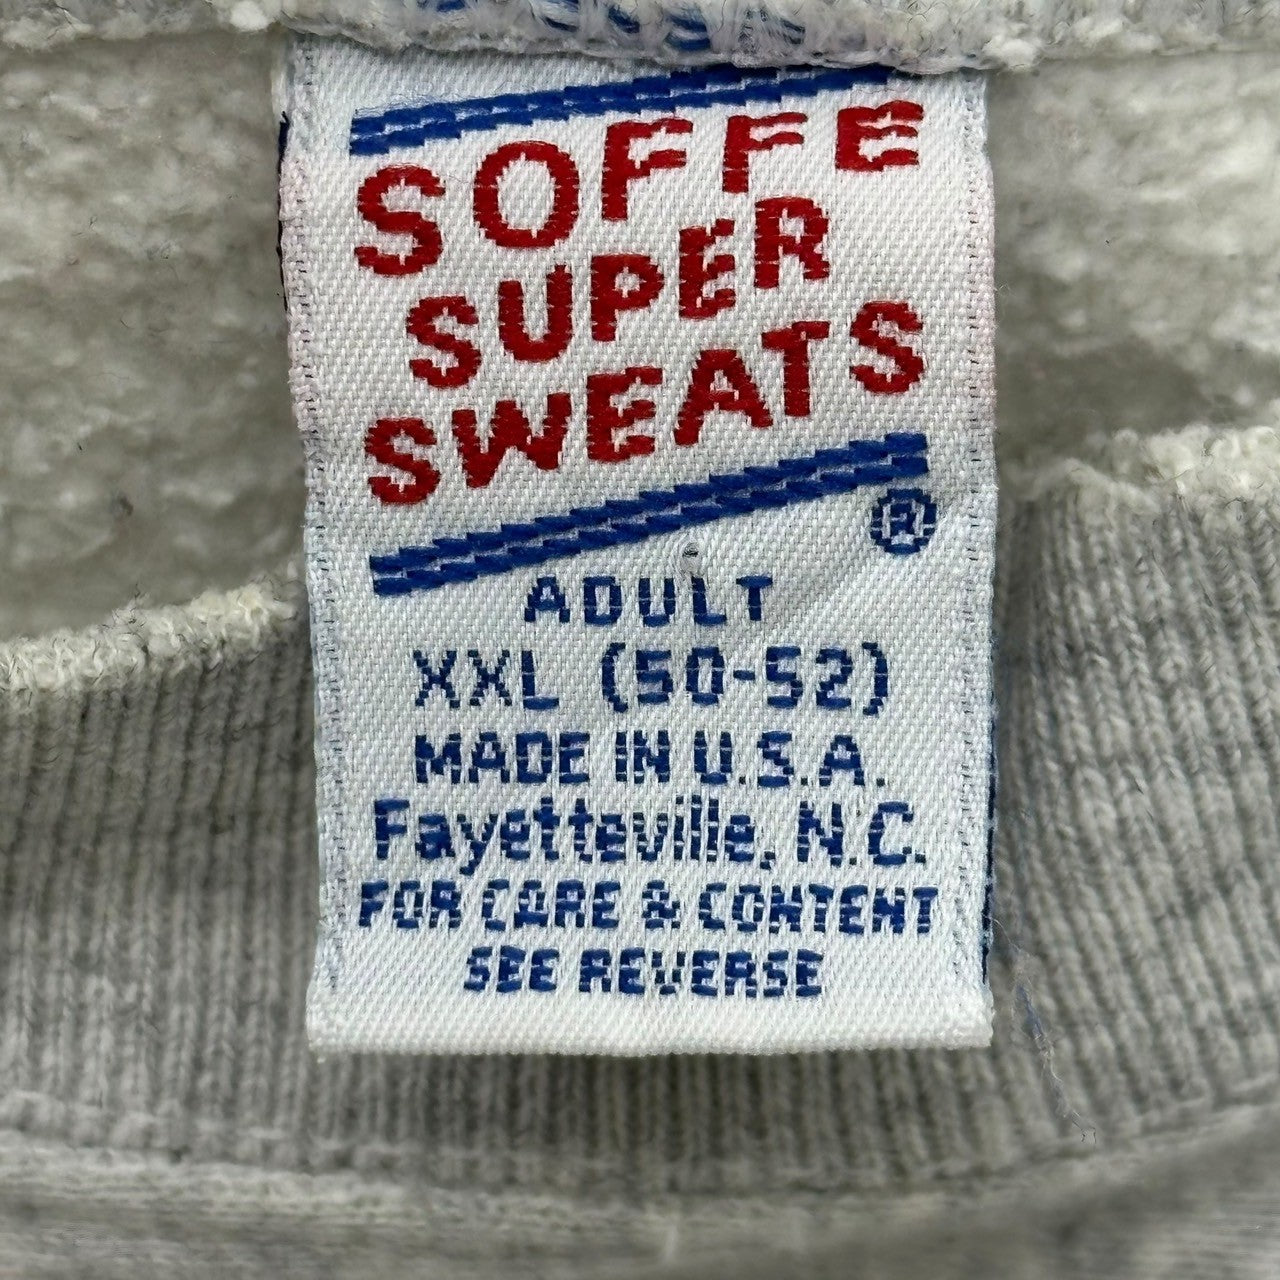 SOFFE
SUPER
SWEATS
®
ADULT
XXL (50-52)
MADE IN U.S.A.
Fayetteville, N.C.
FOR CARE & CONTENT
SEE REVERSE